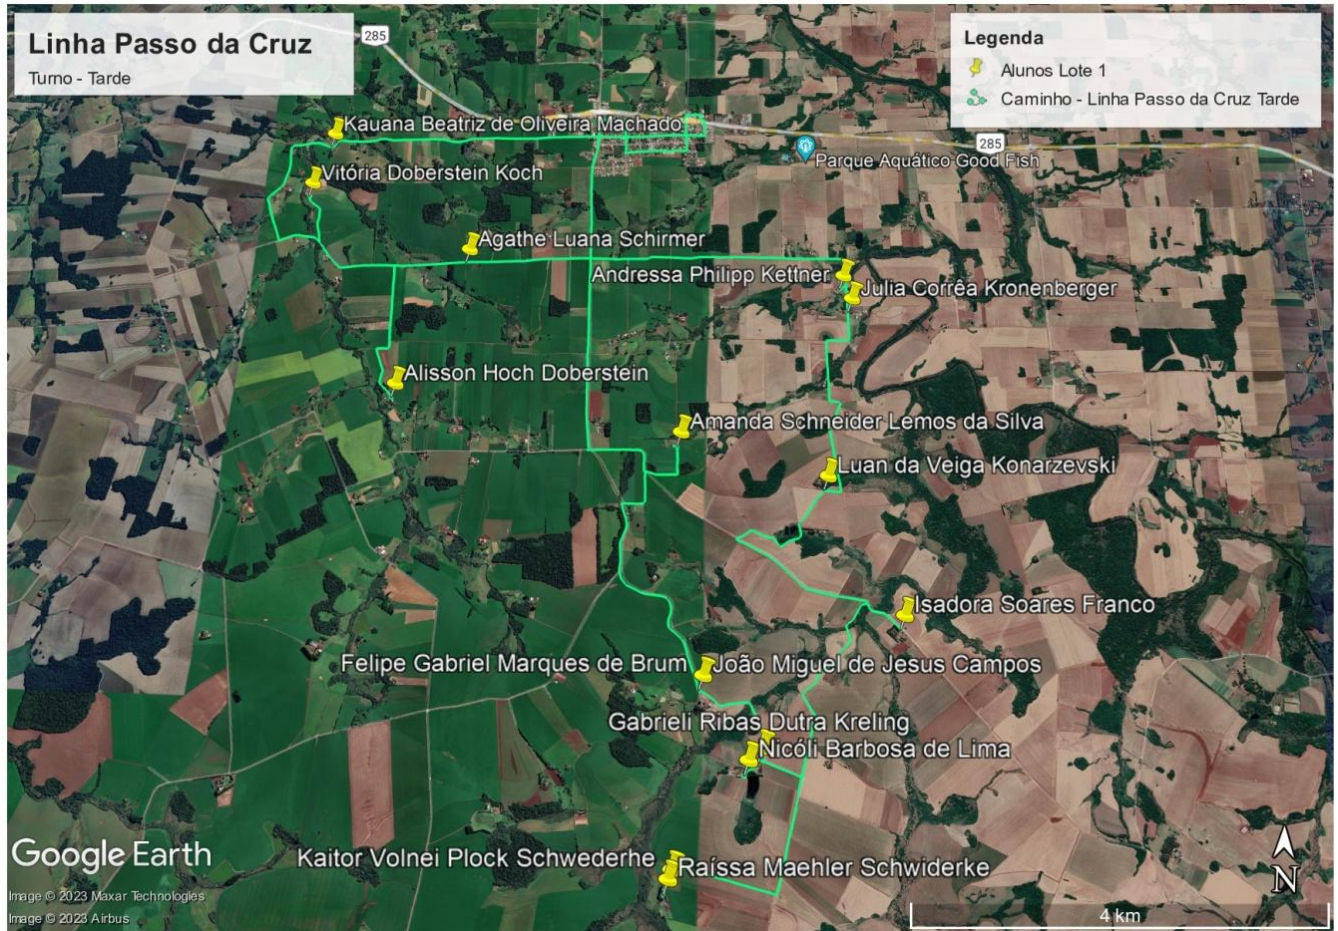 Linha Passo da Cruz
Turno - Tarde
285
Legenda
Alunos Lote 1
Caminho - Linha Passo da Cruz Tarde
Kauana Beatriz de Oliveira Machado
285
Parque Aquático Good Fish
Vitória Doberstein Koch
Agathe Luana Schirmer
Andressa Philipp Kettner
Julia Corrêa Kronenberger
Alisson Hoch Doberstein
Amanda Schneider Lemos da Silva
Luan da Veiga Konarzevski
Isadora Soares Franco
Felipe Gabriel Marques de Brum
João Miguel de Jesus Campos
Gabrieli Ribas Dutra Kreling
Nicóli Barbosa de Lima
Kaitor Volnei Plock Schwederhe
Raíssa Maehler Schwiderke
Google Earth
Image © 2023 Maxar Technologies
Image © 2023 Airbus
N
4 km